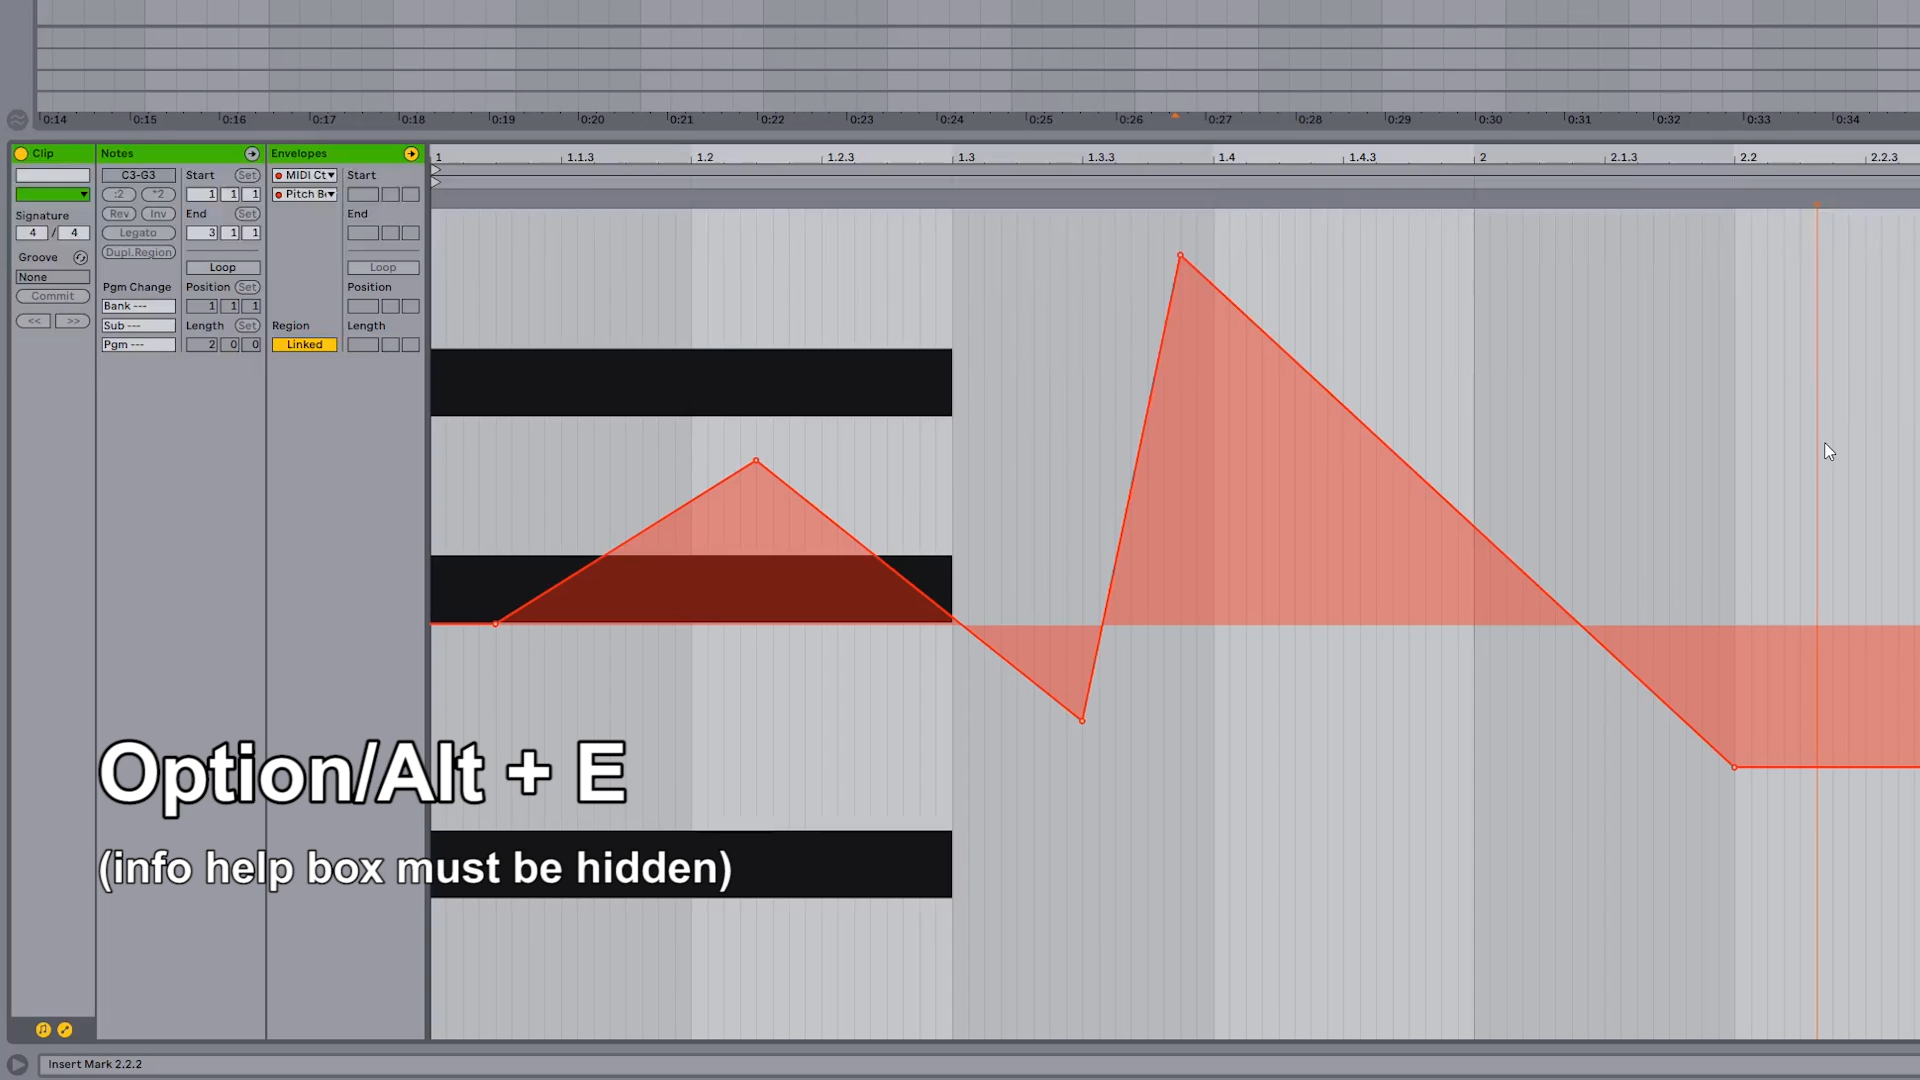 0:14 0:15 0:16 0:17 0:18 0:19 0:20 0:21 0:22 0:23 0:24 0:25 0:26 0:27 0:28 0:29 0:30 0:31 0:32 0:33 0:34
Clip Notes Envelopes
1 1.1.3 1.2 1.2.3 1.3 1.3.3 1.4 1.4.3 2 2.1.3 2.2 2.2.3
C3-G3 Start Set MIDI Ct Start
:2 *2 1 1 1 Pitch B
Signature Rev Inv End Set End
4 / 4 Legato 3 1 1
Groove Dupl.Region
None Loop Loop
Commit Pgm Change Position Set Position
Bank --- 1 1 1
<< >> Sub --- Length Set Region Length
Pgm --- 2 0 0 Linked
Option/Alt + E
(info help box must be hidden)
Insert Mark 2.2.2